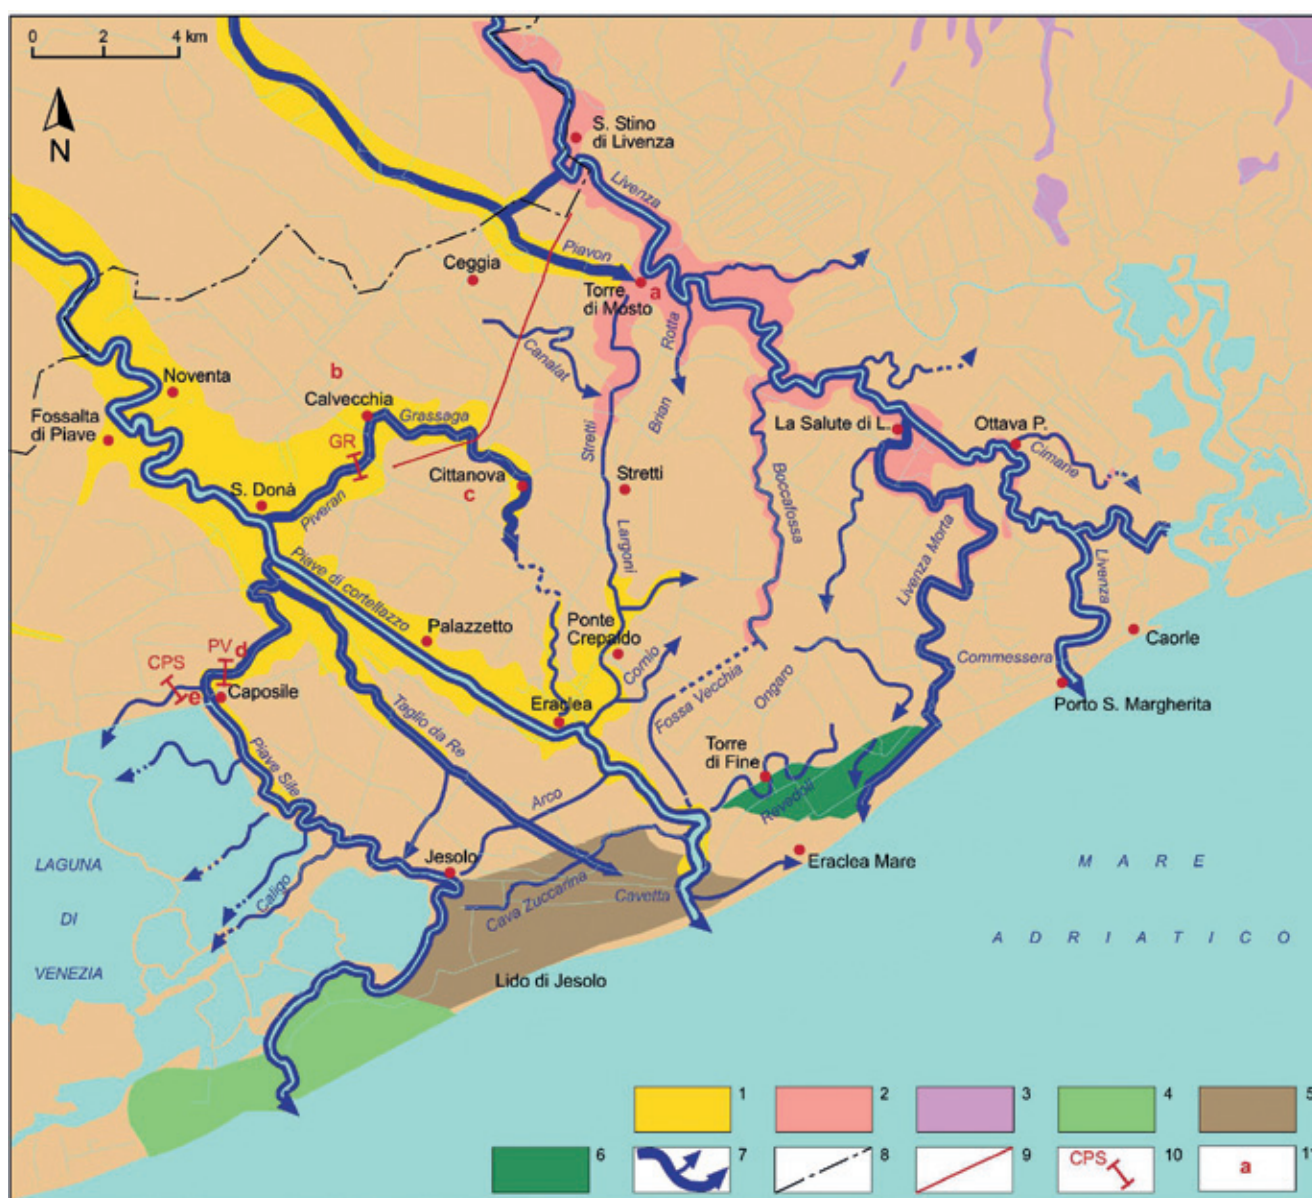 0 2 4 km
N
S. Stino
di Livenza
Livenza
Piavon
Ceggia
Torre
di Mosto
a
Rotta
Canalat
b
Noventa
Calvecchia
Grassaga
Fossalta
di Piave
GR
Stretti
Brian
La Salute di L.
Ottava P.
Cimane
Cittanova
c
Stretti
Boccafossa
S. Donà
Piveran
Largoni
Livenza Morta
Livenza
Piave di cortellazzo
Palazzetto
Ponte
Crepaldo
Caorle
PV
d
CPS
e
Caposile
Cornio
Commessera
Porto S. Margherita
Fossa Vecchia
Ongaro
Eraclea
Taglio da Re
Piave Sile
Torre
di Fine
Revedoli
Arco
Jesolo
Eraclea Mare
LAGUNA
DI
VENEZIA
Caligo
Cava Zuccarina
Cavetta
MARE
ADRIATICO
Lido di Jesolo
1
2
3
4
5
6
7
8
9
CPS
10
a
11